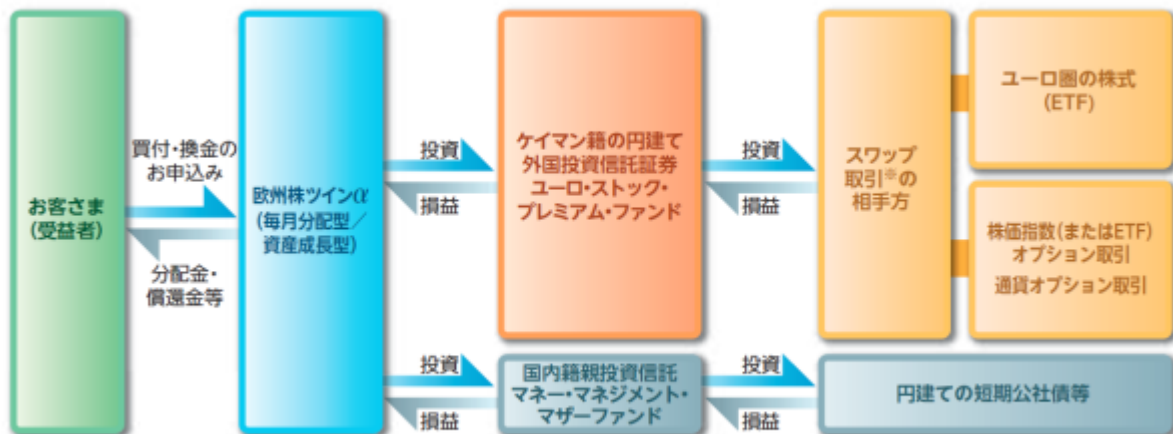 お客さま
(受益者)
買付・換金の
お申込み
分配金・
償還金等
欧州株ツインα
(毎月分配型／
資産成長型)
投資
損益
ケイマン籍の円建て
外国投資信託証券
ユーロ・ストック・
プレミアム・ファンド
投資
損益
スワップ
取引※の
相手方
ユーロ圏の株式
(ETF)
株価指数(またはETF)
オプション取引
通貨オプション取引
投資
損益
国内籍親投資信託
マネー・マネジメント・
マザーファンド
投資
損益
円建ての短期公社債等